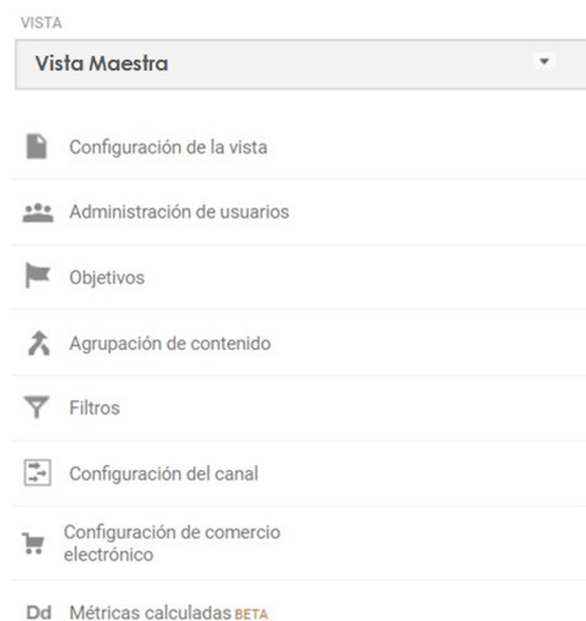 VISTA
Vista Maestra
Configuración de la vista
Administración de usuarios
Objetivos
Agrupación de contenido
Filtros
Configuración del canal
Configuración de comercio
electrónico
Dd Métricas calculadas BETA